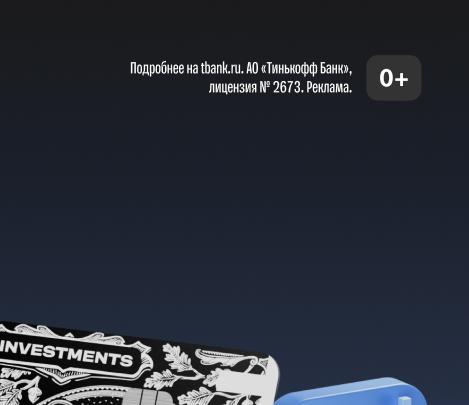 Подробнее на tbank.ru. АО «Тинькофф Банк»,
лицензия № 2673. Реклама.
0+
INVESTMENTS